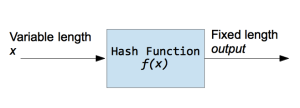 Variable length
x
Hash Function
f(x)
Fixed length
output